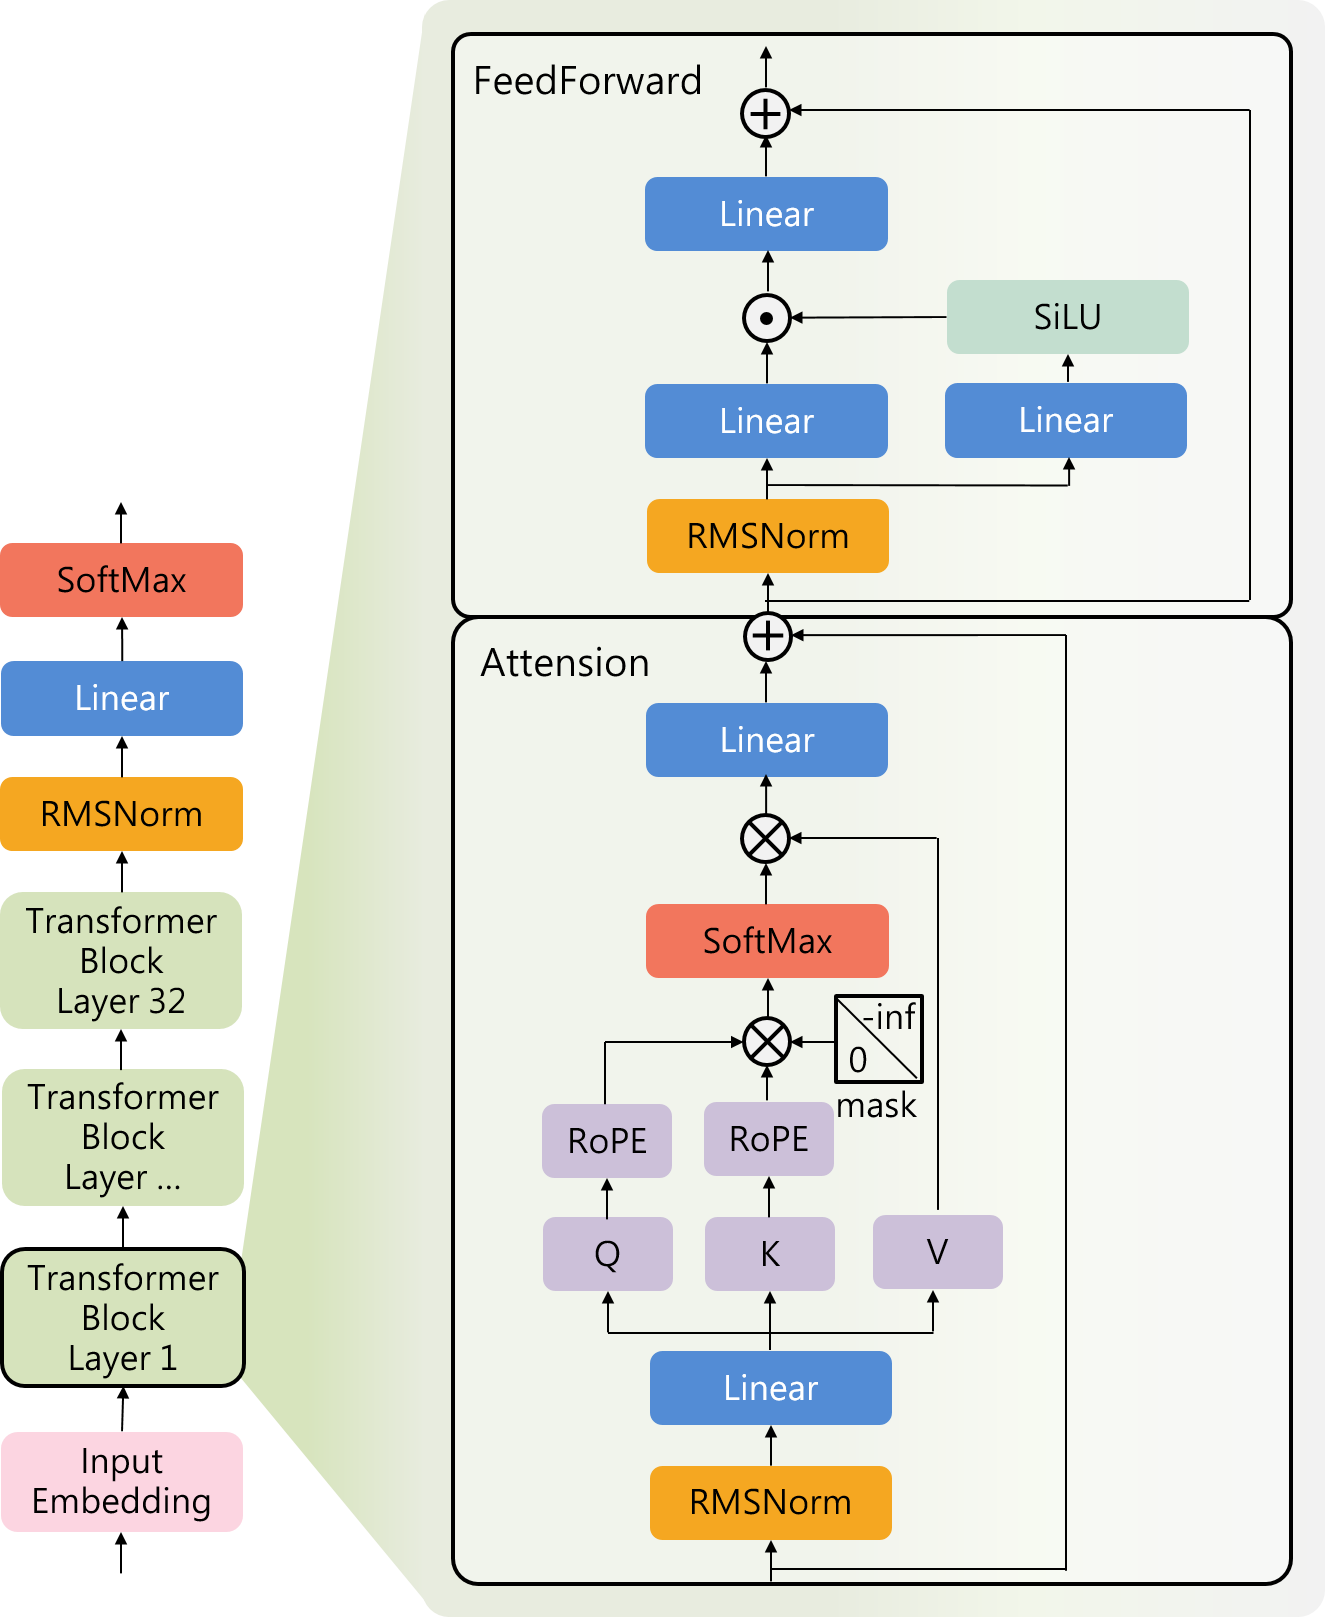 SoftMax
Linear
RMSNorm
Transformer
Block
Layer 32
Transformer
Block
Layer ...
Transformer
Block
Layer 1
Input
Embedding
FeedForward
Linear
SiLU
Linear
Linear
RMSNorm
Attension
Linear
SoftMax
-inf
0
mask
RoPE
RoPE
Q
K
V
Linear
RMSNorm